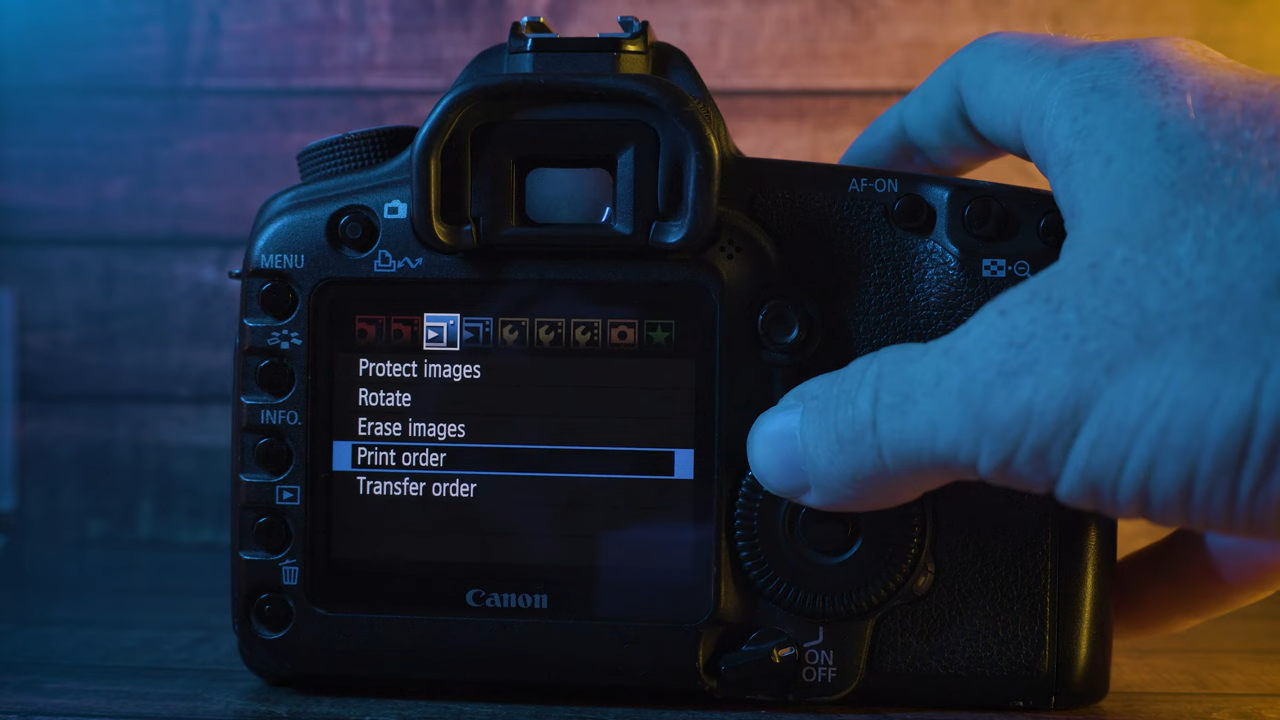 AF-ON
MENU
Protect images
Rotate
Erase images
INFO.
Print order
Transfer order
Canon
ON
OFF